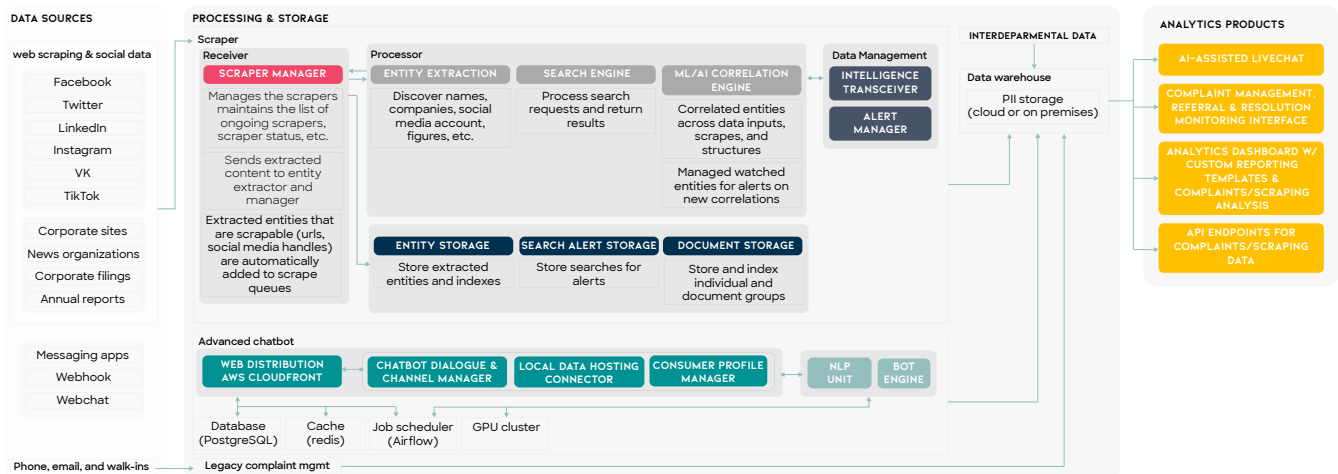 DATA SOURCES
web scraping & social data
Facebook
Twitter
LinkedIn
Instagram
VK
TikTok
Corporate sites
News organizations
Corporate filings
Annual reports
Messaging apps
Webhook
Webchat
Phone, email, and walk-ins
PROCESSING & STORAGE
Scraper
Receiver
SCRAPER MANAGER
Manages the scrapers
maintains the list of
ongoing scrapers,
scraper status, etc.
Sends extracted
content to entity
extractor and
manager
Extracted entities that
are scrapable (urls,
social media handles)
are automatically
added to scrape
queues
Processor
ENTITY EXTRACTION
Discover names,
companies, social
media account,
figures, etc.
SEARCH ENGINE
Process search
requests and return
results
ML/AI CORRELATION
ENGINE
Correlated entities
across data inputs,
scrapes, and
structures
Managed watched
entities for alerts on
new correlations
Data Management
INTELLIGENCE
TRANSCEIVER
ALERT
MANAGER
ENTITY STORAGE
Store extracted
entities and indexes
SEARCH ALERT STORAGE
Store searches for
alerts
DOCUMENT STORAGE
Store and index
individual and
document groups
Advanced chatbot
WEB DISTRIBUTION
AWS CLOUDFRONT
CHATBOT DIALOGUE &
CHANNEL MANAGER
LOCAL DATA HOSTING
CONNECTOR
CONSUMER PROFILE
MANAGER
NLP
UNIT
BOT
ENGINE
Database
(PostgreSQL)
Cache
(redis)
Job scheduler
(Airflow)
GPU cluster
Legacy complaint mgmt
INTERDEPARMENTAL DATA
Data warehouse
PII storage
(cloud or on premises)
ANALYTICS PRODUCTS
AI-ASSISTED LIVECHAT
COMPLAINT MANAGEMENT,
REFERRAL & RESOLUTION
MONITORING INTERFACE
ANALYTICS DASHBOARD W/
CUSTOM REPORTING
TEMPLATES &
COMPLAINTS/SCRAPING
ANALYSIS
API ENDPOINTS FOR
COMPLAINTS/SCRAPING
DATA